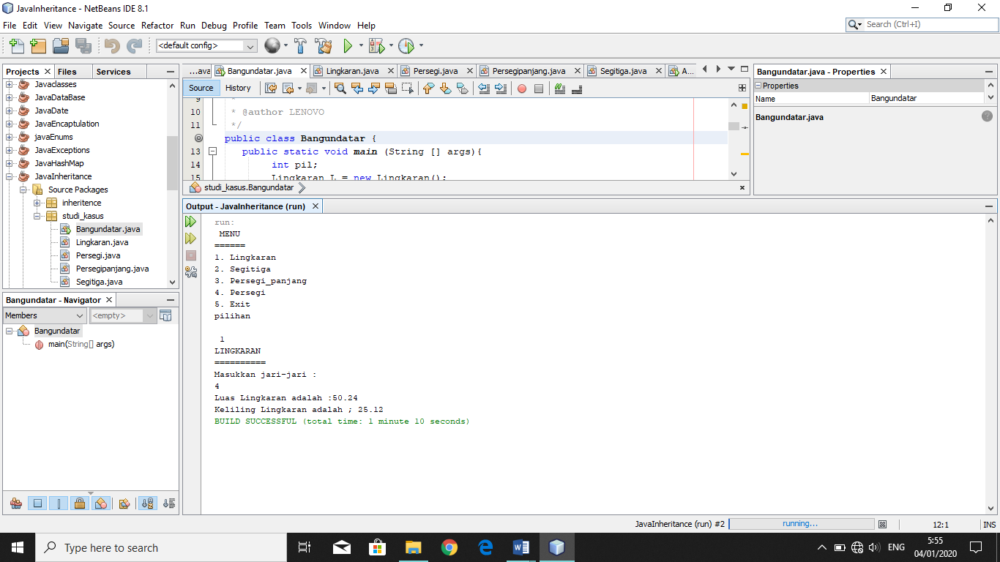 JavaInheritance - NetBeans IDE 8.1
File Edit View Navigate Source Refactor Run Debug Profile Team Tools Window Help
Search (Ctrl+I)
<default config>
Projects Files Services
Javaclasses
JavaDataBase
JavaDate
JavaEncaptulation
javaEnums
JavaExceptions
JavaHashMap
JavaInheritance
Source Packages
inheritence
studi_kasus
Bangundatar.java
Lingkaran.java
Persegi.java
Persegipanjang.java
Segitiga.java
Bangundatar - Navigator
Members <empty>
Bangundatar
main(String[] args)
...ava Bangundatar.java Lingkaran.java Persegi.java Persegipanjang.java Segitiga.java A...
Source History
9 *
10 * @author LENOVO
11 */
public class Bangundatar {
13 public static void main (String [] args){
14 int pil;
15 Lingkaran L = new Lingkaran();
studi_kasus.Bangundatar
Bangundatar.java - Properties
Properties
Name Bangundatar
Bangundatar.java
Output - JavaInheritance (run)
run:
MENU
======
1. Lingkaran
2. Segitiga
3. Persegi_panjang
4. Persegi
5. Exit
pilihan
1
LINGKARAN
==========
Masukkan jari-jari :
4
Luas Lingkaran adalah :50.24
Keliling Lingkaran adalah ; 25.12
BUILD SUCCESSFUL (total time: 1 minute 10 seconds)
JavaInheritance (run) #2 running... 12:1 INS
Type here to search
ENG
5:55
04/01/2020